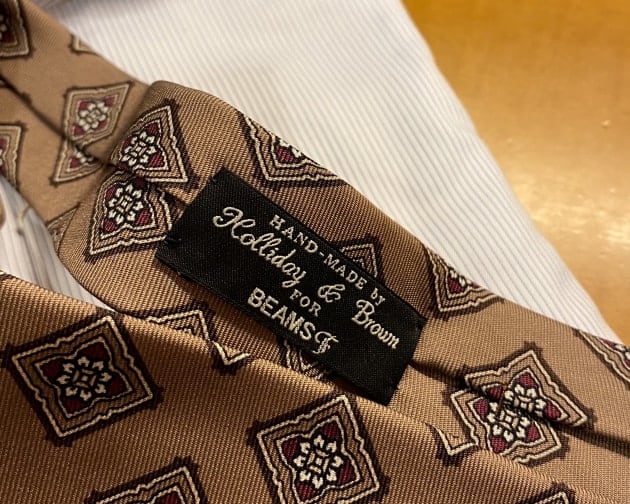 HAND-MADE by
Holliday & Brown
FOR
BEAMS F